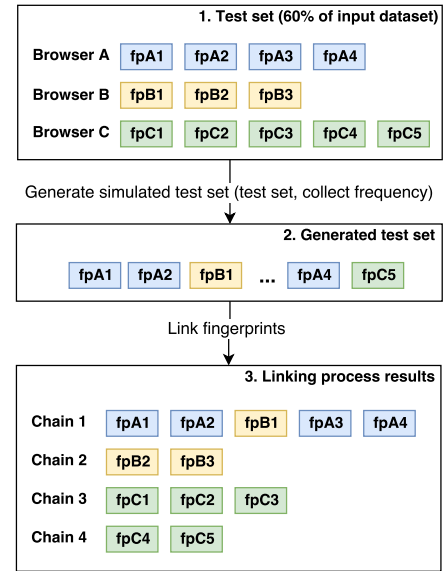 1. Test set (60% of input dataset)
Browser A fpA1 fpA2 fpA3 fpA4
Browser B fpB1 fpB2 fpB3
Browser C fpC1 fpC2 fpC3 fpC4 fpC5
Generate simulated test set (test set, collect frequency)
2. Generated test set
fpA1 fpA2 fpB1 ... fpA4 fpC5
Link fingerprints
3. Linking process results
Chain 1 fpA1 fpA2 fpB1 fpA3 fpA4
Chain 2 fpB2 fpB3
Chain 3 fpC1 fpC2 fpC3
Chain 4 fpC4 fpC5